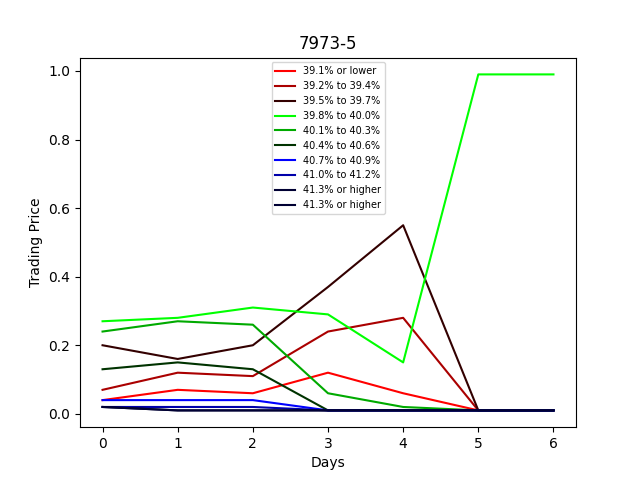 7973-5
1.0
0.8
0.6
0.4
0.2
0.0
Trading Price
39.1% or lower
39.2% to 39.4%
39.5% to 39.7%
39.8% to 40.0%
40.1% to 40.3%
40.4% to 40.6%
40.7% to 40.9%
41.0% to 41.2%
41.3% or higher
41.3% or higher
0 1 2 3 4 5 6
Days